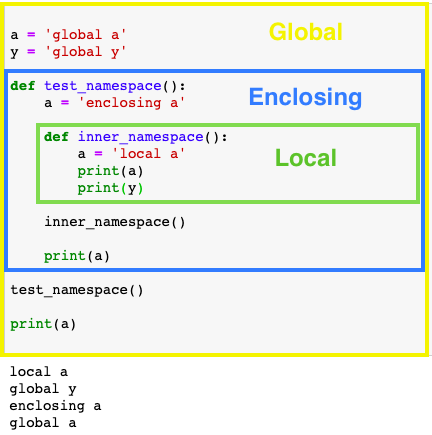 Global
a = 'global a'
y = 'global y'
def test_namespace():
Enclosing
    a = 'enclosing a'
    def inner_namespace():
        a = 'local a'
Local
        print(a)
        print(y)
    inner_namespace()
    print(a)
test_namespace()
print(a)
local a
global y
enclosing a
global a